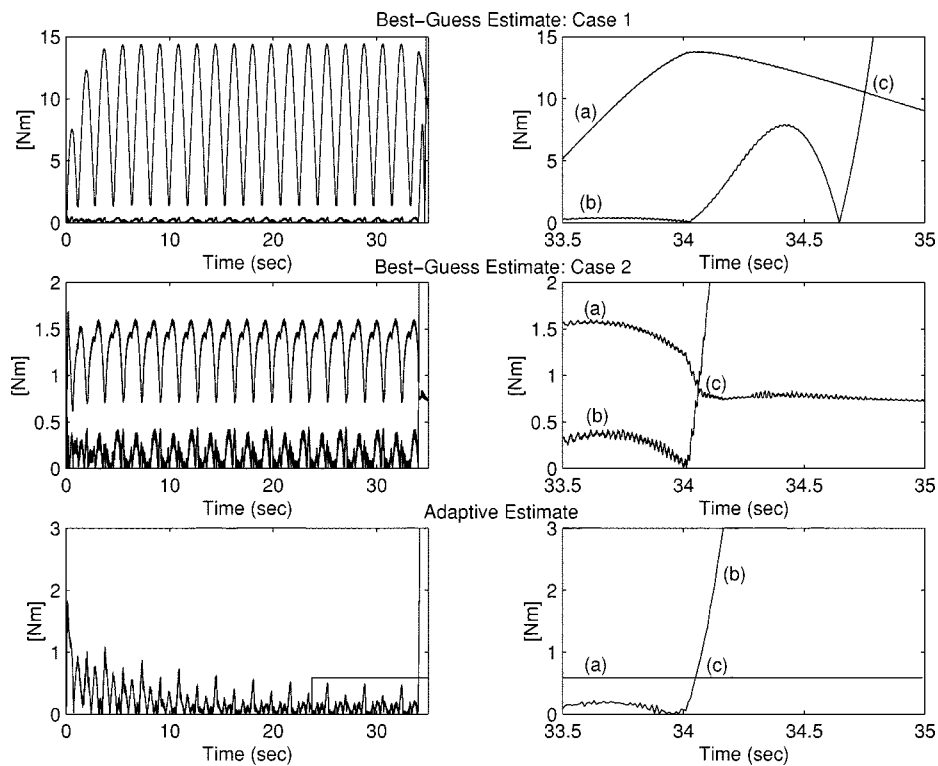 Best-Guess Estimate: Case 1
15
10
5
0
[Nm]
0 10 20 30
Time (sec)
15
10
5
0
[Nm]
(a)
(b)
(c)
33.5 34 34.5 35
Time (sec)
Best-Guess Estimate: Case 2
2
1.5
1
0.5
0
[Nm]
0 10 20 30
Time (sec)
2
1.5
1
0.5
0
[Nm]
(a)
(b)
(c)
33.5 34 34.5 35
Time (sec)
Adaptive Estimate
3
2
1
0
[Nm]
0 10 20 30
Time (sec)
3
2
1
0
[Nm]
(a)
(b)
(c)
33.5 34 34.5 35
Time (sec)